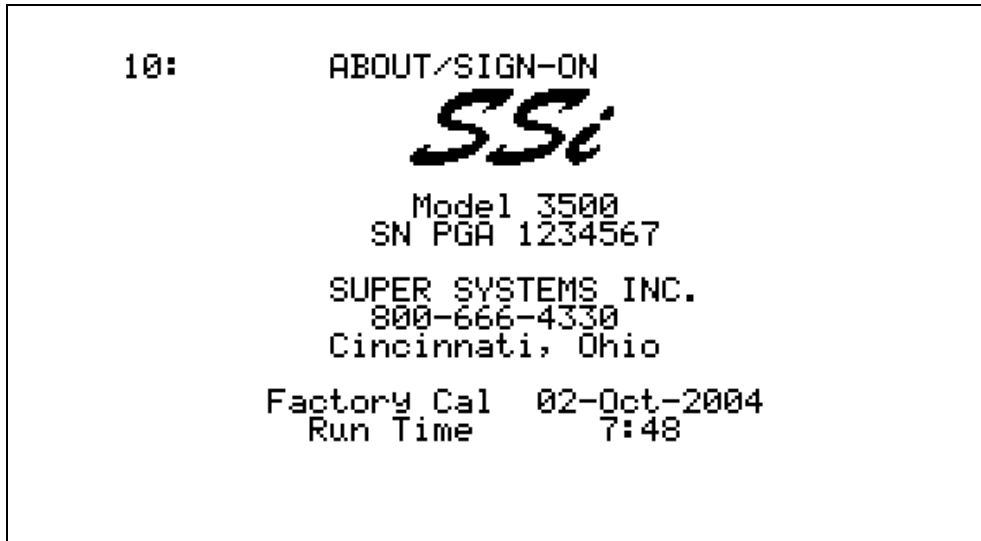 10: ABOUT/SIGN-ON
SSi
Model 3500
SN PGA 1234567
SUPER SYSTEMS INC.
800-666-4330
Cincinnati, Ohio
Factory Cal 02-Oct-2004
Run Time 7:48